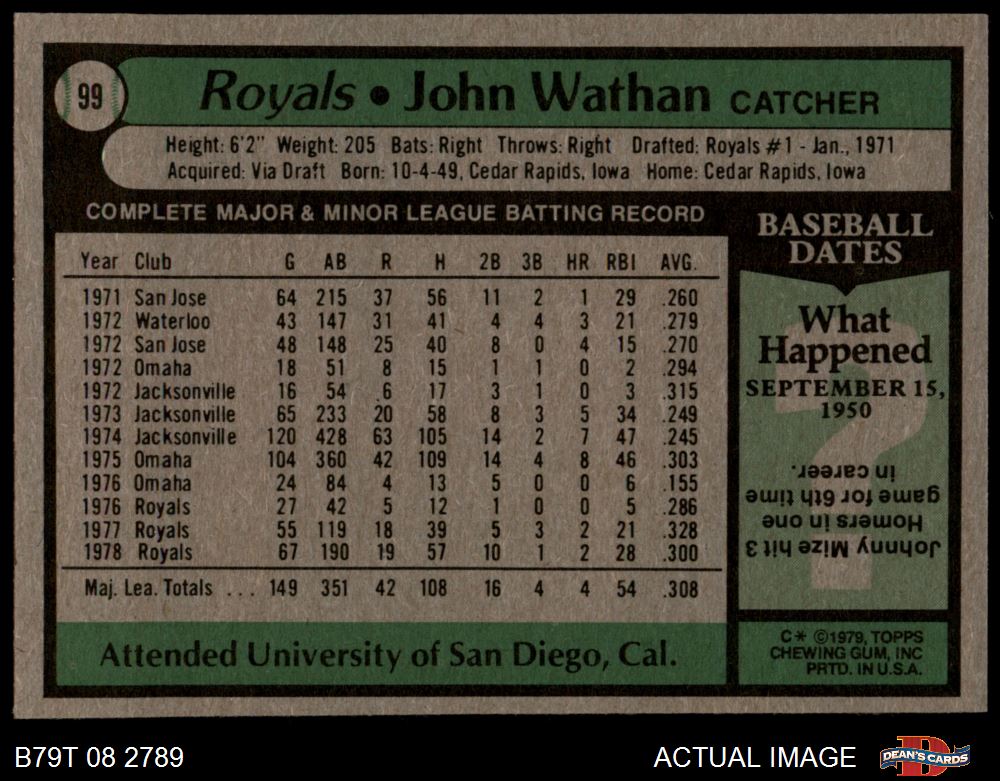 99
Royals • John Wathan CATCHER
Height: 6'2" Weight: 205 Bats: Right Throws: Right Drafted: Royals #1 - Jan., 1971
Acquired: Via Draft Born: 10-4-49, Cedar Rapids, Iowa Home: Cedar Rapids, Iowa
COMPLETE MAJOR & MINOR LEAGUE BATTING RECORD
Year Club G AB R H 2B 3B HR RBI AVG.
1971 San Jose 64 215 37 56 11 2 1 29 .260
1972 Waterloo 43 147 31 41 4 4 3 21 .279
1972 San Jose 48 148 25 40 8 0 4 15 .270
1972 Omaha 18 51 8 15 1 1 0 2 .294
1972 Jacksonville 16 54 6 17 3 1 0 3 .315
1973 Jacksonville 65 233 20 58 8 3 5 34 .249
1974 Jacksonville 120 428 63 105 14 2 7 47 .245
1975 Omaha 104 360 42 109 14 4 8 46 .303
1976 Omaha 24 84 4 13 5 0 0 6 .155
1976 Royals 27 42 5 12 1 0 0 5 .286
1977 Royals 55 119 18 39 5 3 2 21 .328
1978 Royals 67 190 19 57 10 1 2 28 .300
Maj. Lea. Totals . . . 149 351 42 108 16 4 4 54 .308
Attended University of San Diego, Cal.
BASEBALL
DATES
What
Happened
SEPTEMBER 15,
1950
?
Johnny Mize hit 3
Homers in one
game for 6th time
in career.
C* ©1979, TOPPS
CHEWING GUM, INC
PRTD. IN U.S.A.
B79T 08 2789
ACTUAL IMAGE
D
DEAN'S CARDS